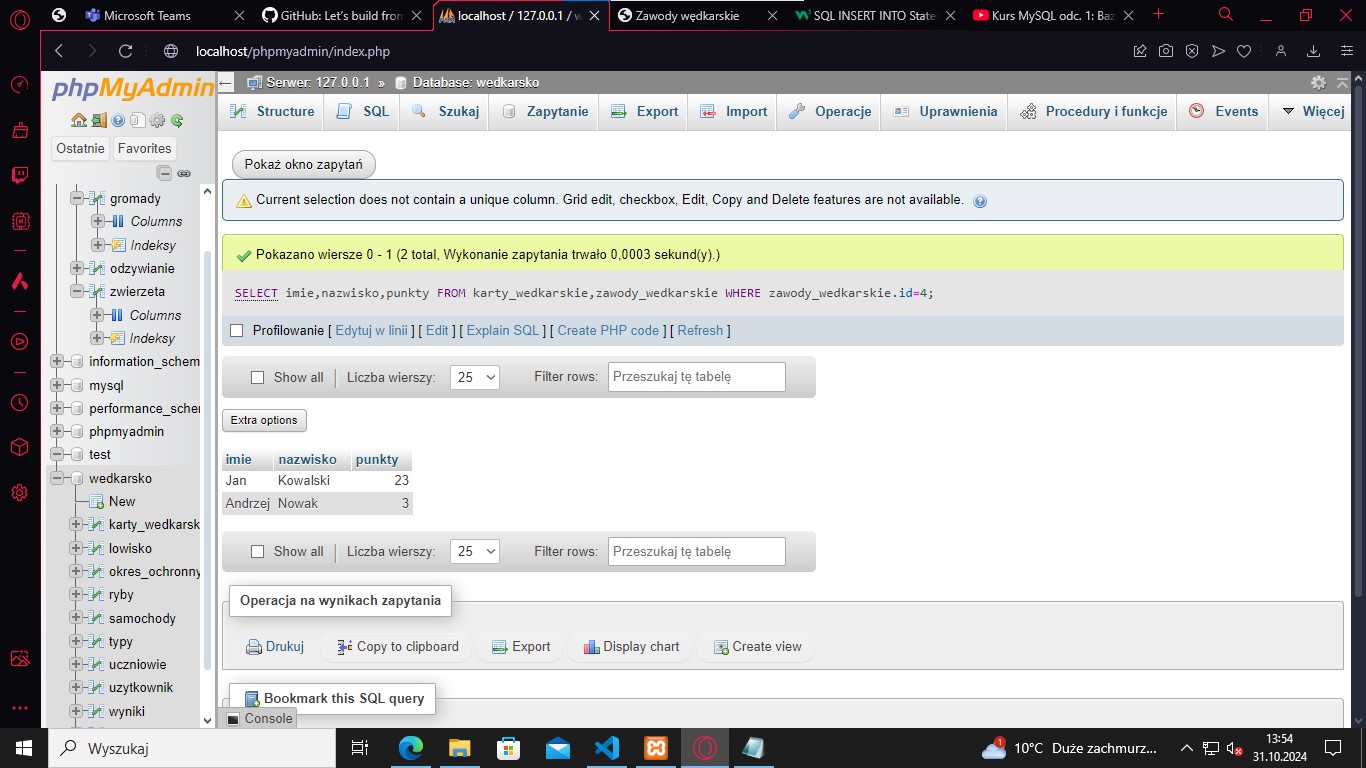 Microsoft Teams
GitHub: Let's build from
localhost / 127.0.0.1 / w
Zawody wędkarskie
SQL INSERT INTO State
Kurs MySQL odc. 1: Baz
localhost/phpmyadmin/index.php
phpMyAdmin
Ostatnie
Favorites
gromady
Columns
Indeksy
odzywianie
zwierzeta
Columns
Indeksy
information_schem
mysql
performance_sche
phpmyadmin
test
wedkarsko
New
karty_wedkarsk
lowisko
okres_ochronny
ryby
samochody
typy
uczniowie
uzytkownik
wyniki
Serwer: 127.0.0.1 » Database: wedkarsko
Structure
SQL
Szukaj
Zapytanie
Export
Import
Operacje
Uprawnienia
Procedury i funkcje
Events
Więcej
Pokaż okno zapytań
Current selection does not contain a unique column. Grid edit, checkbox, Edit, Copy and Delete features are not available.
Pokazano wiersze 0 - 1 (2 total, Wykonanie zapytania trwało 0,0003 sekund(y).)
SELECT imie,nazwisko,punkty FROM karty_wedkarskie,zawody_wedkarskie WHERE zawody_wedkarskie.id=4;
Profilowanie [ Edytuj w linii ] [ Edit ] [ Explain SQL ] [ Create PHP code ] [ Refresh ]
Show all | Liczba wierszy: 25 Filter rows: Przeszukaj tę tabelę
Extra options
imie nazwisko punkty
Jan Kowalski 23
Andrzej Nowak 3
Show all | Liczba wierszy: 25 Filter rows: Przeszukaj tę tabelę
Operacja na wynikach zapytania
Drukuj
Copy to clipboard
Export
Display chart
Create view
Bookmark this SQL query
Console
Wyszukaj
1
10°C Duże zachmurz...
13:54
31.10.2024